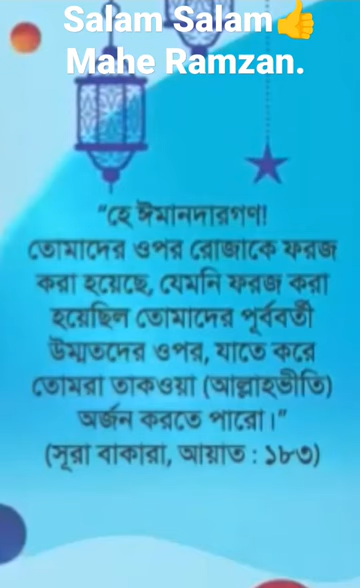 Salam Salam👍
Mahe Ramzan.
“হে ঈমানদারগণ!
তোমাদের ওপর রোজাকে ফরজ
করা হয়েছে, যেমনি ফরজ করা
হয়েছিল তোমাদের পূর্ববর্তী
উম্মতদের ওপর, যাতে করে
তোমরা তাকওয়া (আল্লাহভীতি)
অর্জন করতে পারো।”
(সূরা বাকারা, আয়াত : ১৮৩)